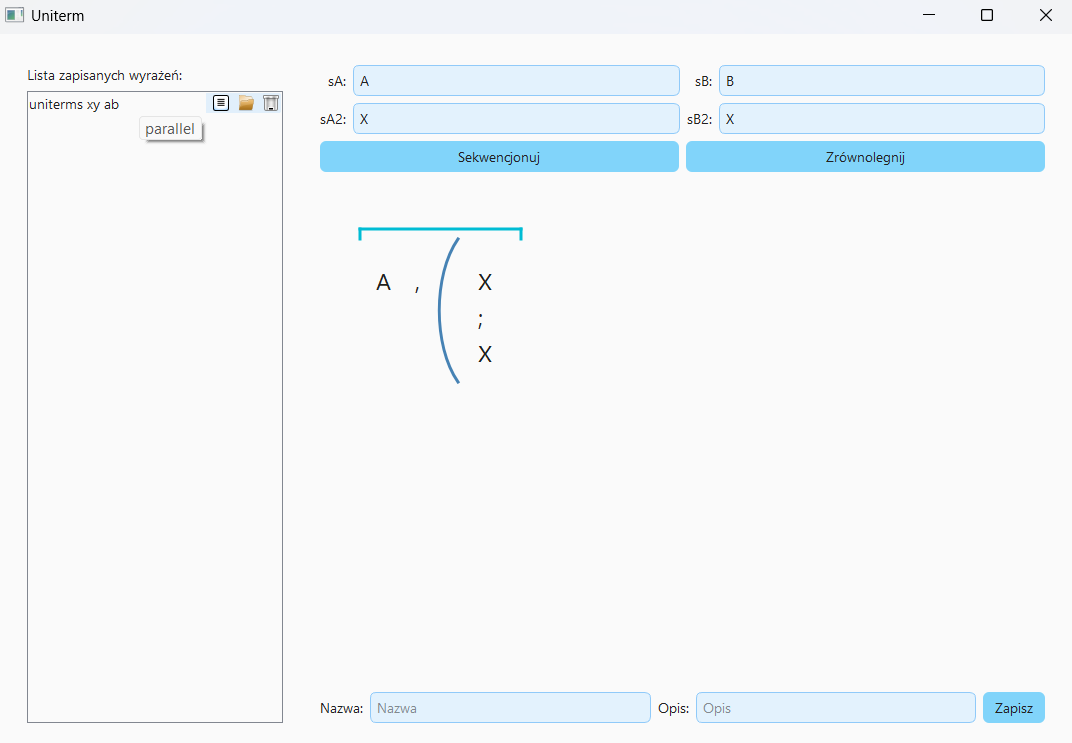 Uniterm
Lista zapisanych wyrażeń:
uniterms xy ab
parallel
sA: A sB: B
sA2: X sB2: X
Sekwencjonuj Zrównolegnij
A , X
;
X
Nazwa: Nazwa Opis: Opis Zapisz